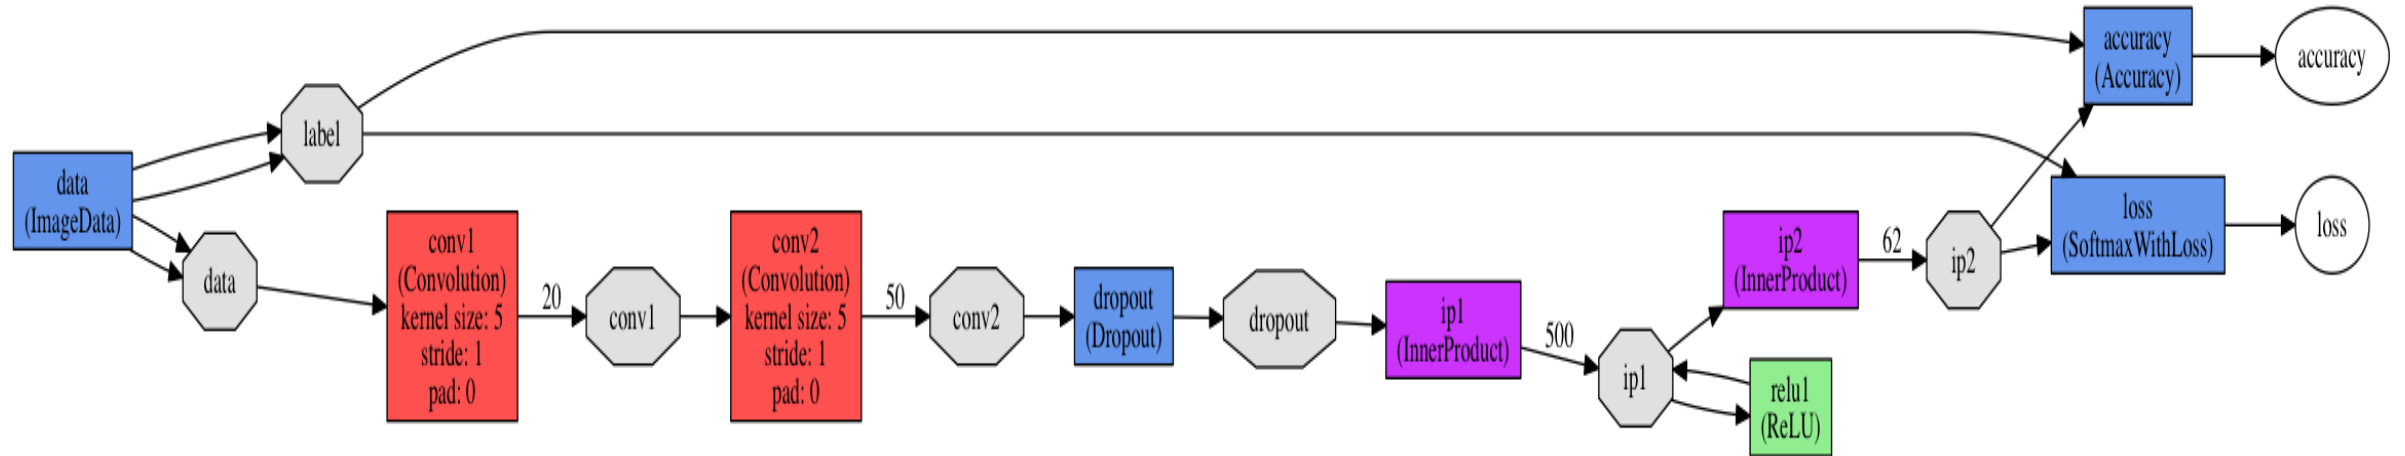 data
(ImageData)
label
data
conv1
(Convolution)
kernel size: 5
stride: 1
pad: 0
20
conv1
conv2
(Convolution)
kernel size: 5
stride: 1
pad: 0
50
conv2
dropout
(Dropout)
dropout
ip1
(InnerProduct)
500
ip1
relu1
(ReLU)
ip2
(InnerProduct)
62
ip2
accuracy
(Accuracy)
accuracy
loss
(SoftmaxWithLoss)
loss